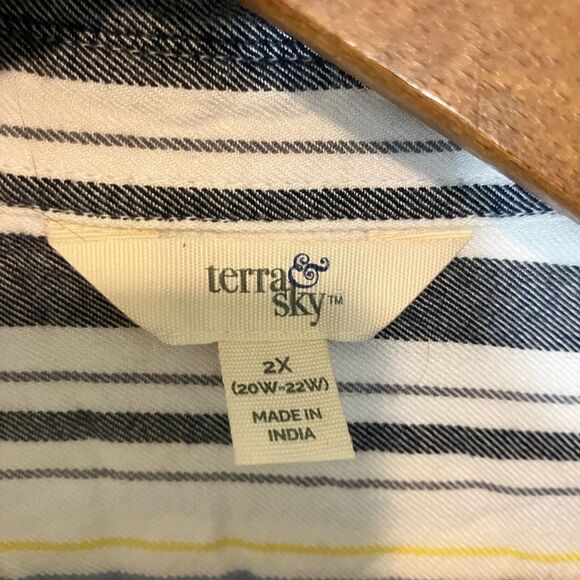 terra &
sky™
2X
(20W-22W)
MADE IN
INDIA